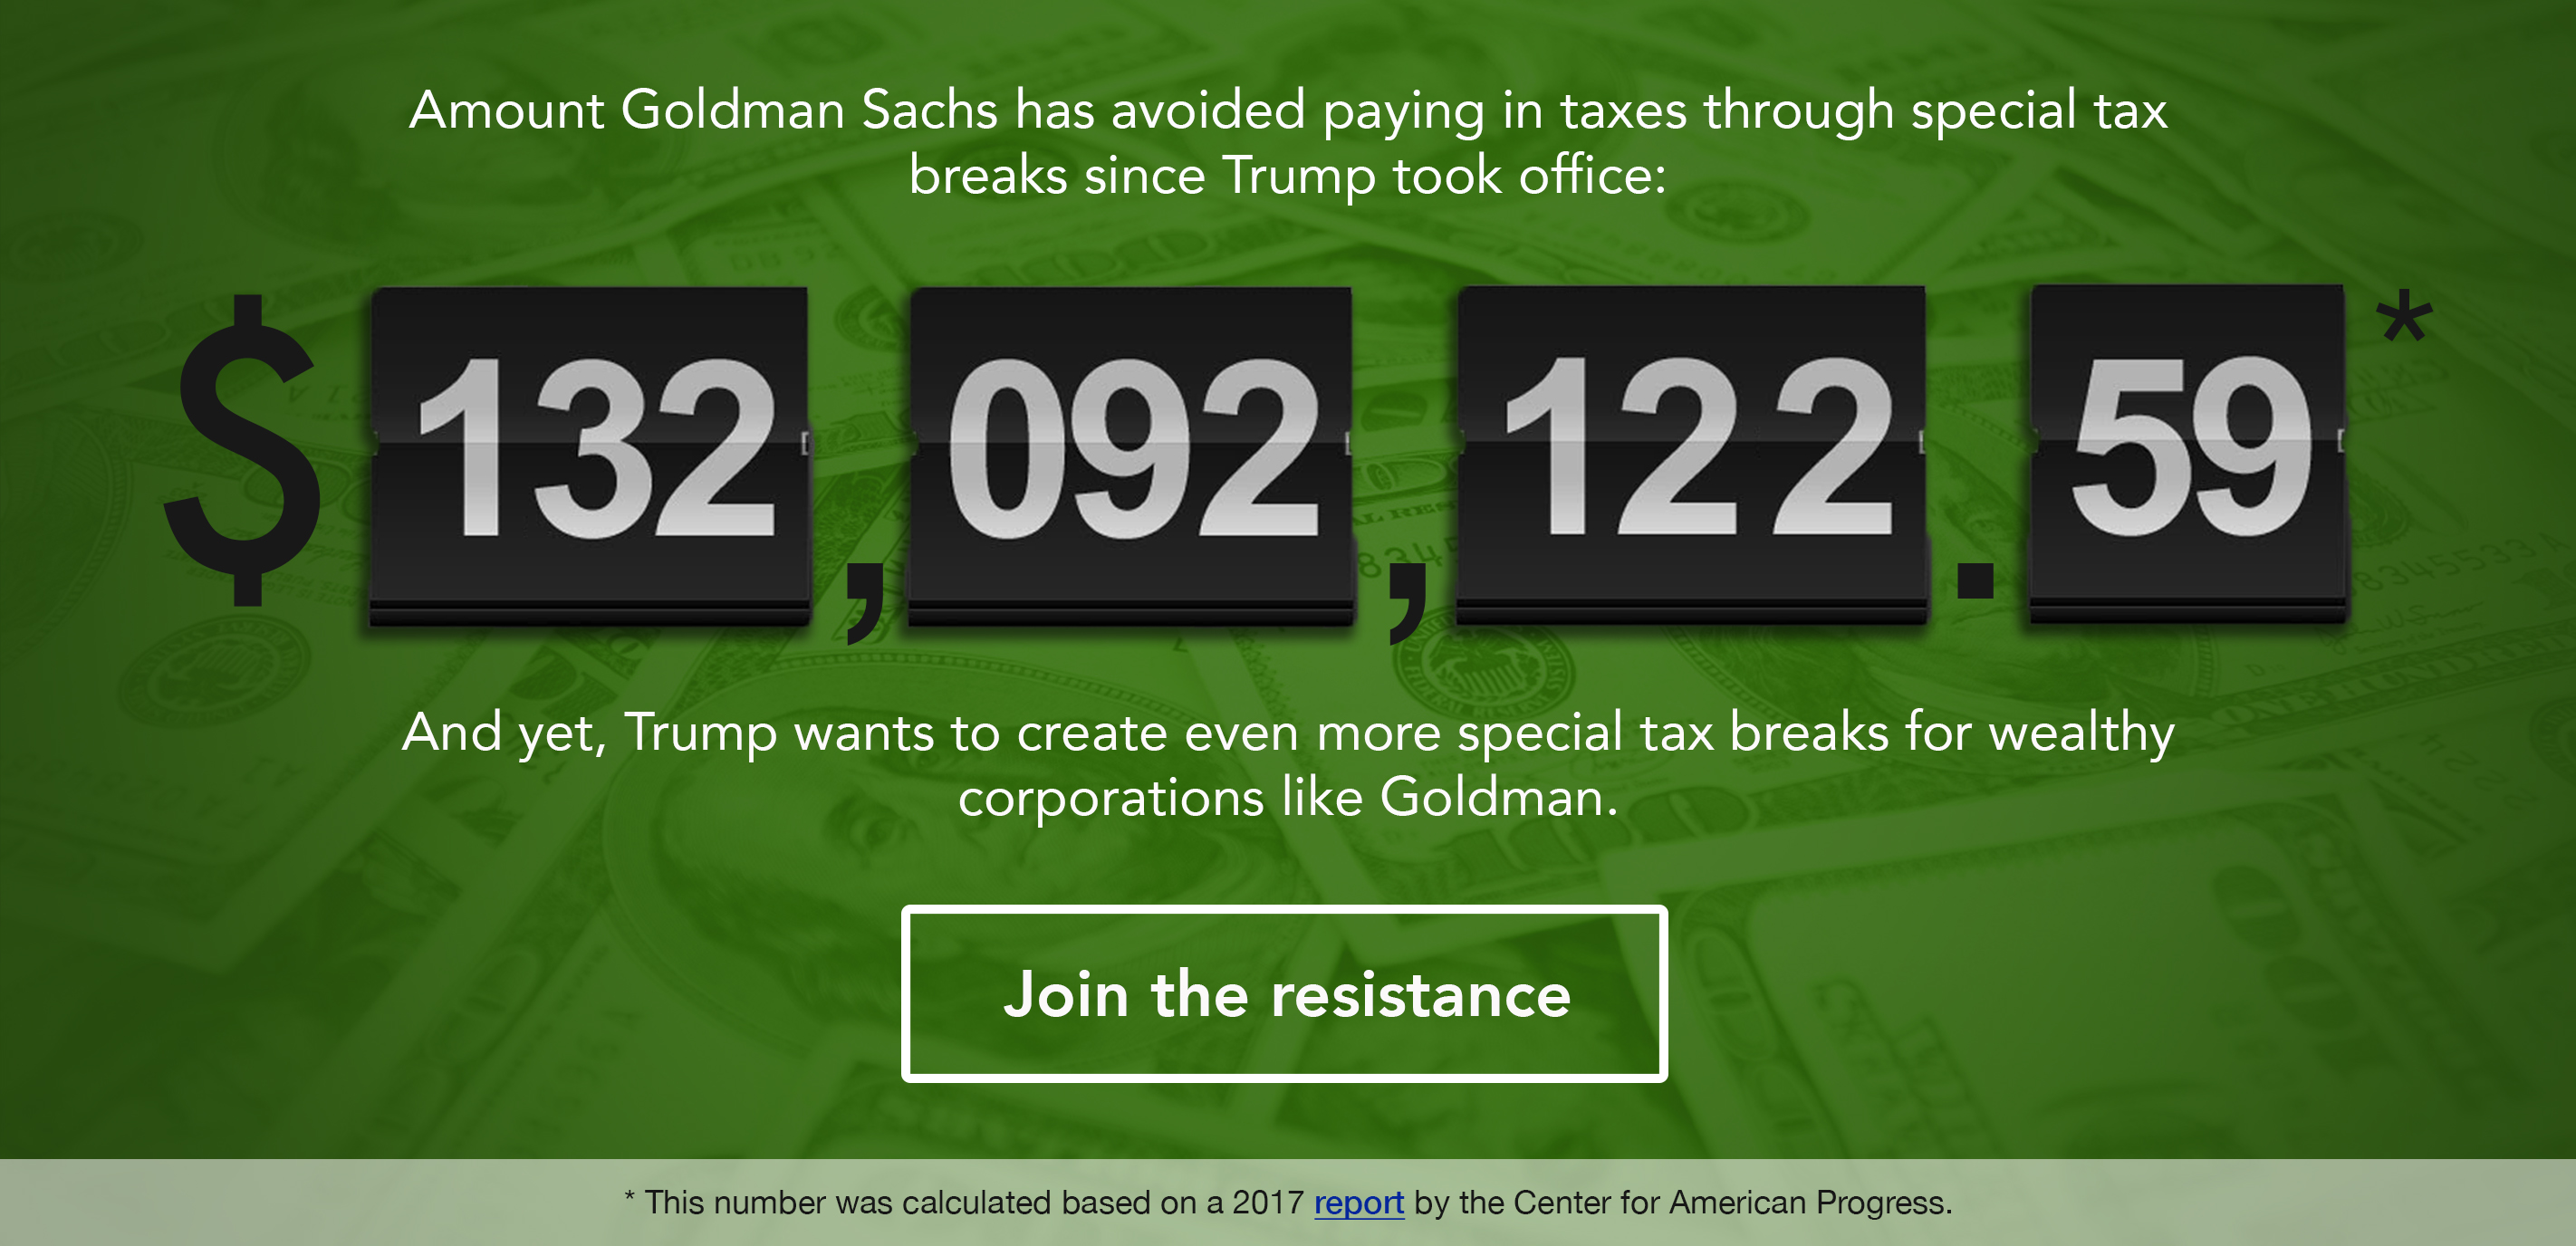 Amount Goldman Sachs has avoided paying in taxes through special tax
breaks since Trump took office:
$132,092,122.59*
And yet, Trump wants to create even more special tax breaks for wealthy
corporations like Goldman.
Join the resistance
* This number was calculated based on a 2017 report by the Center for American Progress.